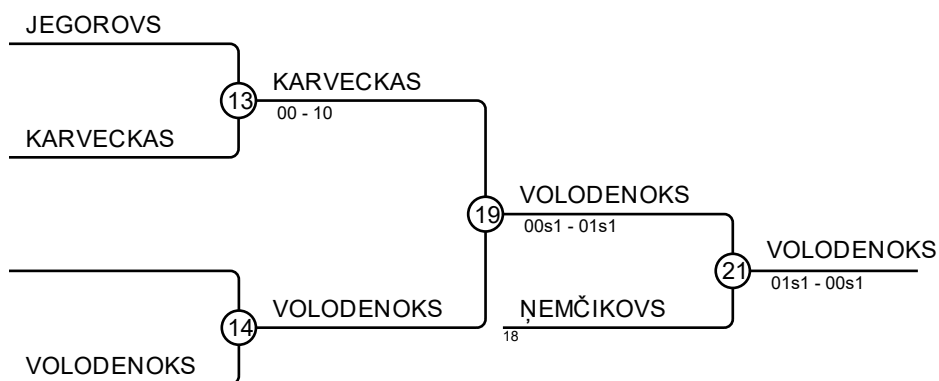 JEGOROVS
KARVECKAS
13
00 - 10
KARVECKAS
VOLODENOKS
19
00s1 - 01s1
VOLODENOKS
21
01s1 - 00s1
VOLODENOKS
14
ŅEMČIKOVS
18
VOLODENOKS